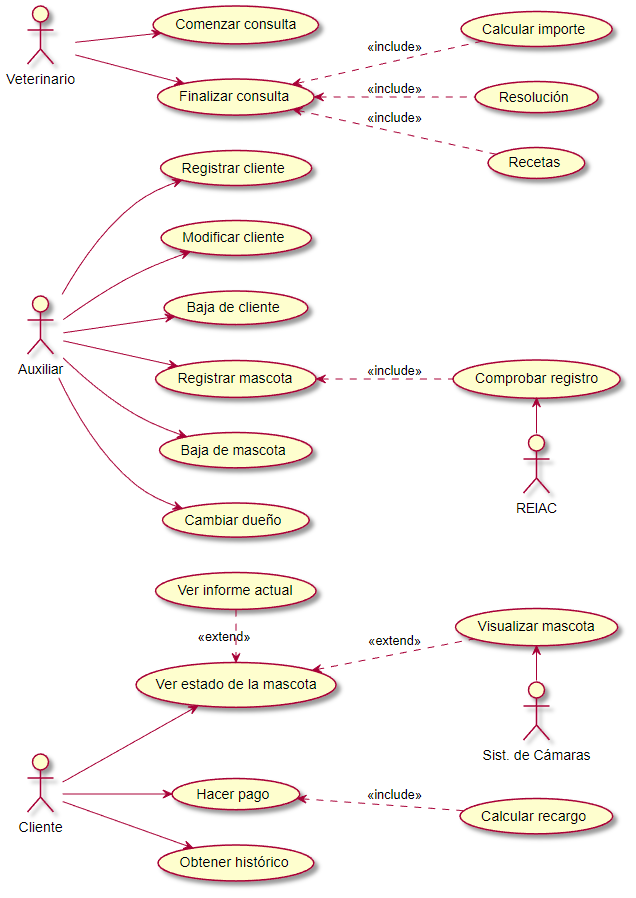 Comenzar consulta
Calcular importe
«include»
Veterinario
Finalizar consulta
«include»
Resolución
«include»
Recetas
Registrar cliente
Modificar cliente
Baja de cliente
Auxiliar
Registrar mascota
«include»
Comprobar registro
Baja de mascota
REIAC
Cambiar dueño
Ver informe actual
«extend»
Visualizar mascota
«extend»
Ver estado de la mascota
Sist. de Cámaras
Cliente
Hacer pago
«include»
Calcular recargo
Obtener histórico